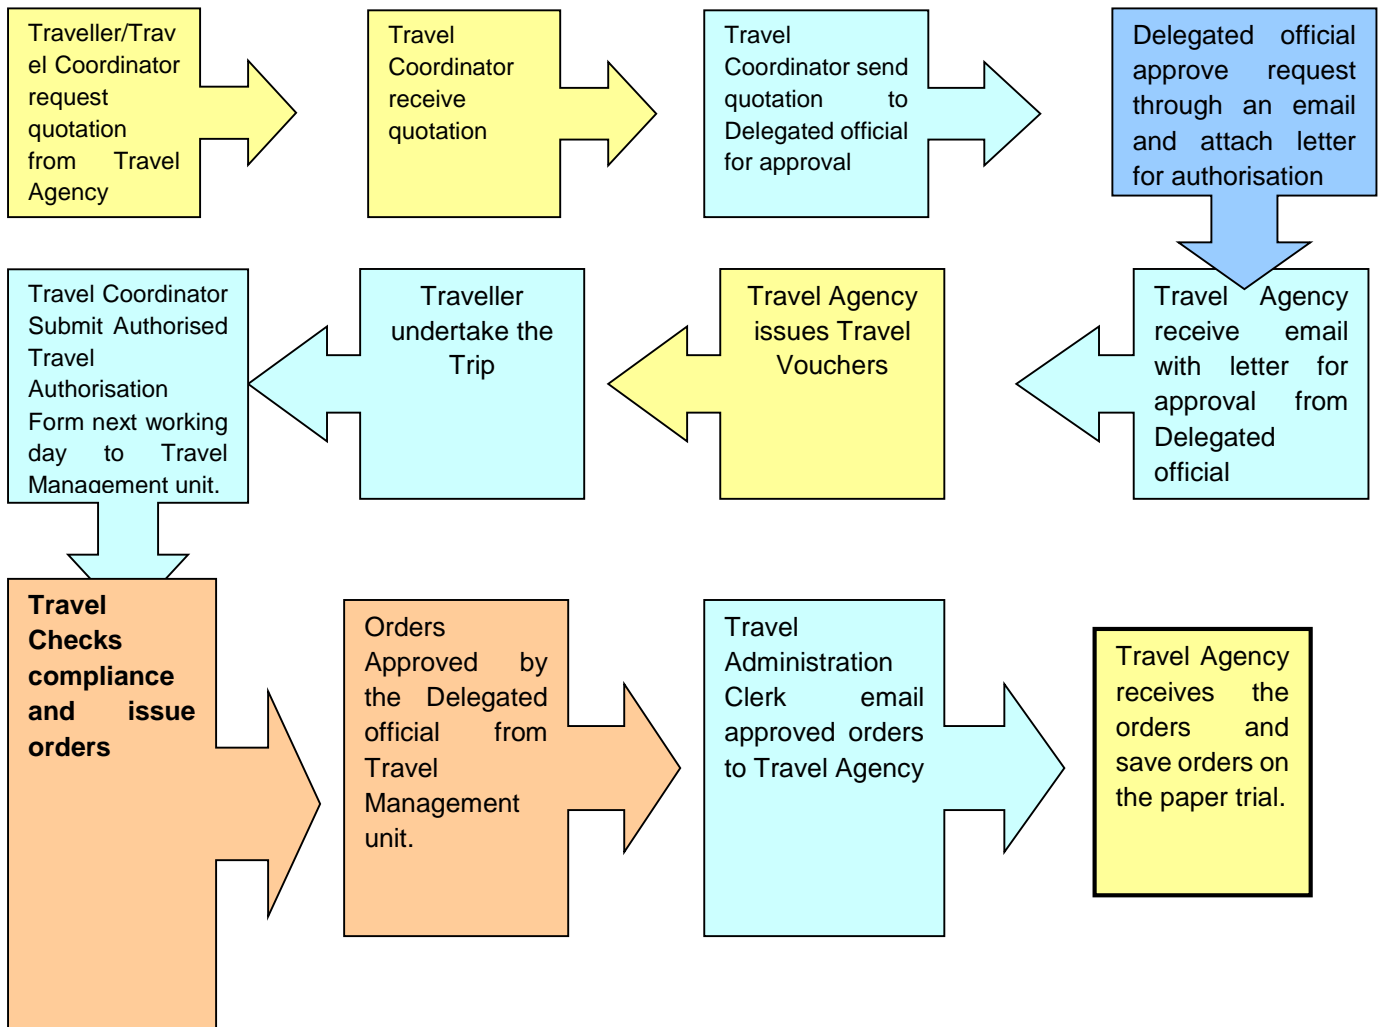 Traveller/Trav
el Coordinator
request
quotation
from Travel
Agency
Travel
Coordinator
receive
quotation
Travel
Coordinator send
quotation to
Delegated official
for approval
Delegated official
approve request
through an email
and attach letter
for authorisation
Travel Coordinator
Submit Authorised
Travel
Authorisation
Form next working
day to Travel
Management unit.
Traveller
undertake the
Trip
Travel Agency
issues Travel
Vouchers
Travel Agency
receive email
with letter for
approval from
Delegated
official
Travel
Checks
compliance
and issue
orders
Orders
Approved by
the Delegated
official from
Travel
Management
unit.
Travel
Administration
Clerk email
approved orders
to Travel Agency
Travel Agency
receives the
orders and
save orders on
the paper trial.